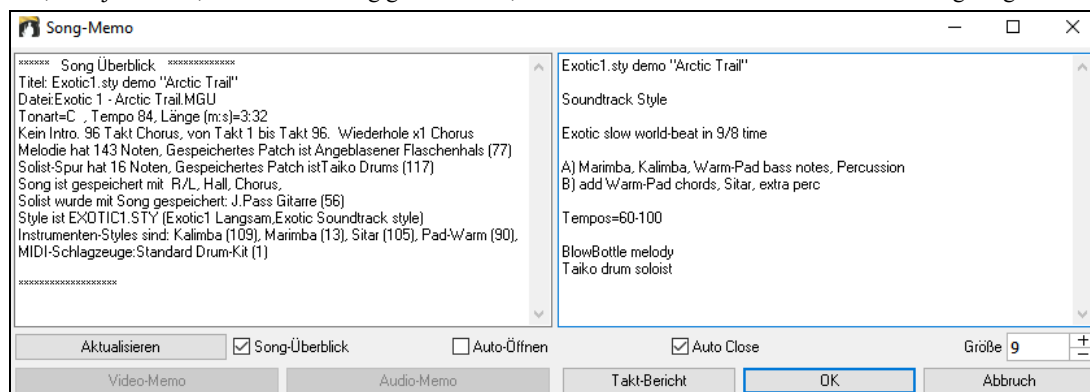 Song-Memo
****** Song Überblick *************
Titel: Exotic1.sty demo "Arctic Trail"
Datei:Exotic 1 - Arctic Trail.MGU
Tonart=C , Tempo 84, Länge (m:s)=3:32
Kein Intro. 96 Takt Chorus, von Takt 1 bis Takt 96. Wiederhole x1 Chorus
Melodie hat 143 Noten, Gespeichertes Patch ist Angeblasener Flaschenhals (77)
Solist-Spur hat 16 Noten, Gespeichertes Patch istTaiko Drums (117)
Song ist gespeichert mit R/L, Hall, Chorus,
Solist wurde mit Song gespeichert: J.Pass Gitarre (56)
Style ist EXOTIC1.STY (Exotic1 Langsam,Exotic Soundtrack style)
Instrumenten-Styles sind: Kalimba (109), Marimba (13), Sitar (105), Pad-Warm (90),
MIDI-Schlagzeuge:Standard Drum-Kit (1)
*******************
Exotic1.sty demo "Arctic Trail"
Soundtrack Style
Exotic slow world-beat in 9/8 time
A) Marimba, Kalimba, Warm-Pad bass notes, Percussion
B) add Warm-Pad chords, Sitar, extra perc
Tempos=60-100
BlowBottle melody
Taiko drum soloist
Aktualisieren Song-Überblick Auto-Öffnen Auto Close Größe 9
Video-Memo Audio-Memo Takt-Bericht OK Abbruch